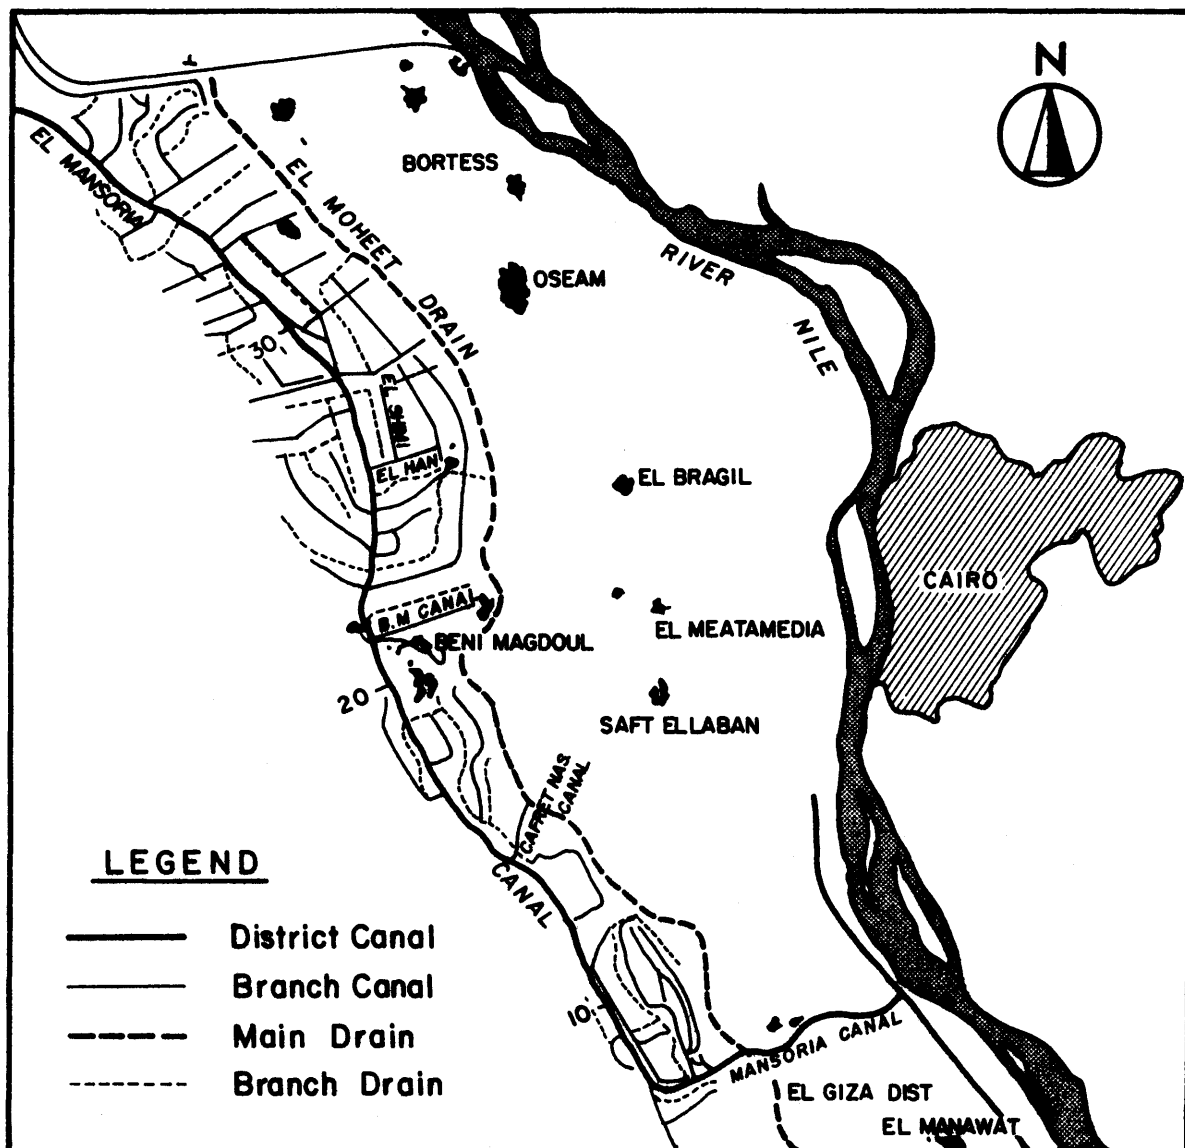 N
BORTESS
EL MANSORIA
EL MOHEET DRAIN
RIVER NILE
OSEAM
30
EL SHIMI
EL HAN
EL BRAGIL
CAIRO
B.M CANAL
EL MEATAMEDIA
BENI MAGDOUL
20
SAFT ELLABAN
CAFRET NAS.
CANAL
CANAL
LEGEND
District Canal
Branch Canal
Main Drain
Branch Drain
10
MANSORIA CANAL
EL GIZA DIST
EL MANAWAT